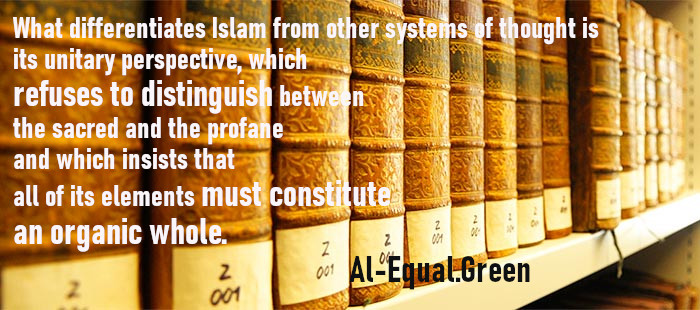 What differentiates Islam from other systems of thought is
its unitary perspective, which
refuses to distinguish between
the sacred and the profane
and which insists that
all of its elements must constitute
an organic whole.
Al-Equal.Green
Z
Z
001
Z
001
Z
001
Z
001